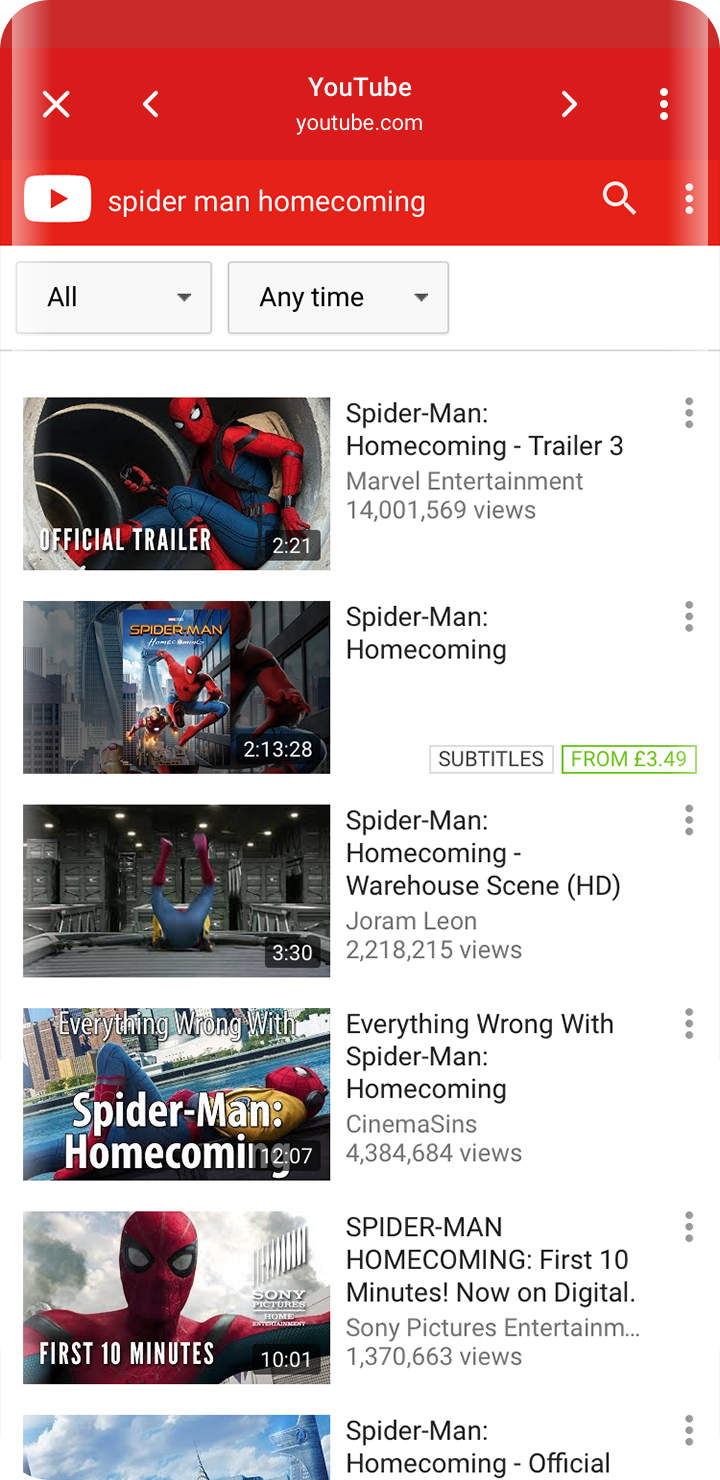 YouTube
youtube.com
spider man homecoming
All
Any time
OFFICIAL TRAILER
2:21
Spider-Man:
Homecoming - Trailer 3
Marvel Entertainment
14,001,569 views
SPIDER-MAN
HOMECOMING
2:13:28
Spider-Man:
Homecoming
SUBTITLES
FROM £3.49
3:30
Spider-Man:
Homecoming -
Warehouse Scene (HD)
Joram Leon
2,218,215 views
Everything Wrong With
Spider-Man:
Homecoming
12:07
Everything Wrong With
Spider-Man:
Homecoming
CinemaSins
4,384,684 views
SONY
PICTURES
HOME
ENTERTAINMENT
FIRST 10 MINUTES
10:01
SPIDER-MAN
HOMECOMING: First 10
Minutes! Now on Digital.
Sony Pictures Entertainm...
1,370,663 views
Spider-Man:
Homecoming - Official